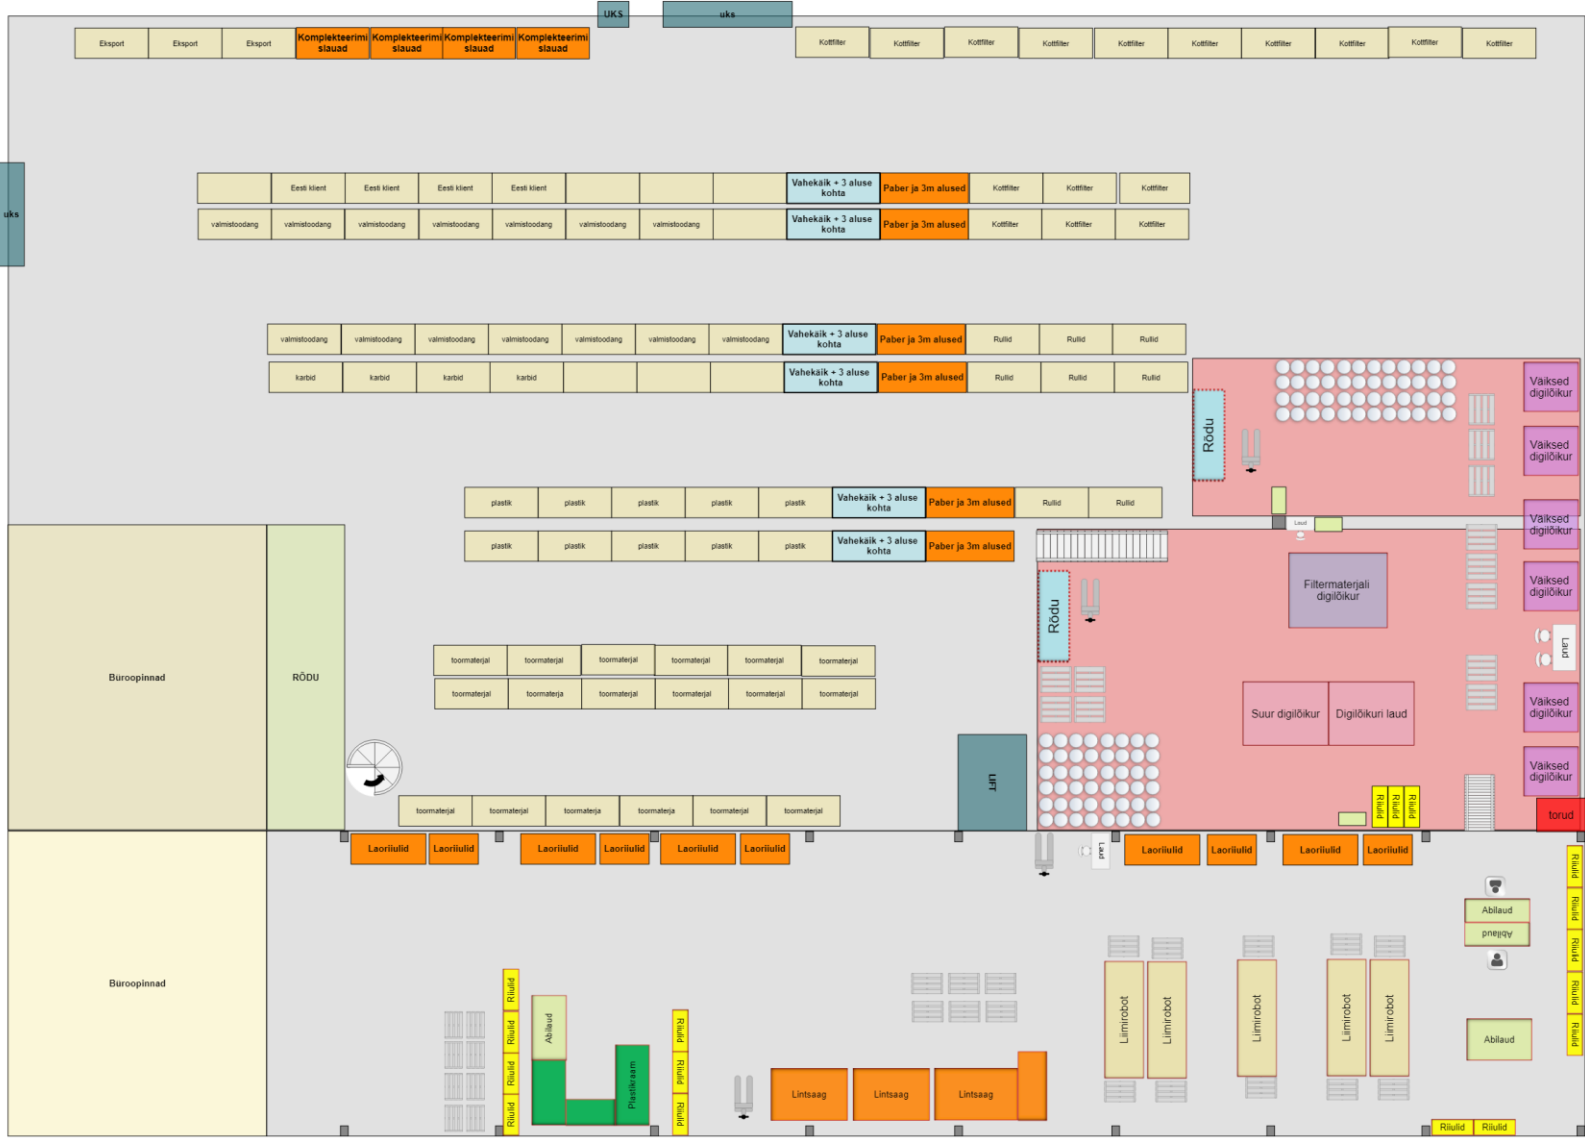 UKS
uks
Eksport
Eksport
Eksport
Komplekteerimi
slauad
Komplekteerimi
slauad
Komplekteerimi
slauad
Komplekteerimi
slauad
Kottfilter
Kottfilter
Kottfilter
Kottfilter
Kottfilter
Kottfilter
Kottfilter
Kottfilter
Kottfilter
Kottfilter
uks
Eesti klient
Eesti klient
Eesti klient
Eesti klient
Vahekäik + 3 aluse
kohta
Paber ja 3m alused
Kottfilter
Kottfilter
Kottfilter
valmistoodang
valmistoodang
valmistoodang
valmistoodang
valmistoodang
valmistoodang
valmistoodang
Vahekäik + 3 aluse
kohta
Paber ja 3m alused
Kottfilter
Kottfilter
Kottfilter
valmistoodang
valmistoodang
valmistoodang
valmistoodang
valmistoodang
valmistoodang
valmistoodang
Vahekäik + 3 aluse
kohta
Paber ja 3m alused
Rullid
Rullid
Rullid
karbid
karbid
karbid
karbid
Vahekäik + 3 aluse
kohta
Paber ja 3m alused
Rullid
Rullid
Rullid
Rõdu
Väiksed
digilõikur
Väiksed
digilõikur
Väiksed
digilõikur
Väiksed
digilõikur
Laud
plastik
plastik
plastik
plastik
plastik
Vahekäik + 3 aluse
kohta
Paber ja 3m alused
Rullid
Rullid
plastik
plastik
plastik
plastik
plastik
Vahekäik + 3 aluse
kohta
Paber ja 3m alused
Rõdu
Filtermaterjali
digilõikur
Laud
Büroopinnad
RÕDU
toormaterjal
toormaterjal
toormaterjal
toormaterjal
toormaterjal
toormaterjal
toormaterjal
toormaterja
toormaterjal
toormaterjal
toormaterjal
toormaterjal
Suur digilõikur
Digilõikuri laud
Väiksed
digilõikur
Väiksed
digilõikur
LIFT
toormaterjal
toormaterjal
toormaterja
toormaterja
toormaterjal
toormaterjal
Riiulid
Riiulid
Riiulid
torud
Laoriiulid
Laoriiulid
Laoriiulid
Laoriiulid
Laoriiulid
Laoriiulid
Laud
Laoriiulid
Laoriiulid
Laoriiulid
Laoriiulid
Büroopinnad
Riiulid
Riiulid
Riiulid
Riiulid
Abilaud
Plastikraam
Riiulid
Riiulid
Riiulid
Lintsaag
Lintsaag
Lintsaag
Liimirobot
Liimirobot
Liimirobot
Liimirobot
Liimirobot
Abilaud
Abilaud
Abilaud
Riiulid
Riiulid
Riiulid
Riiulid
Riiulid
Riiulid
Riiulid